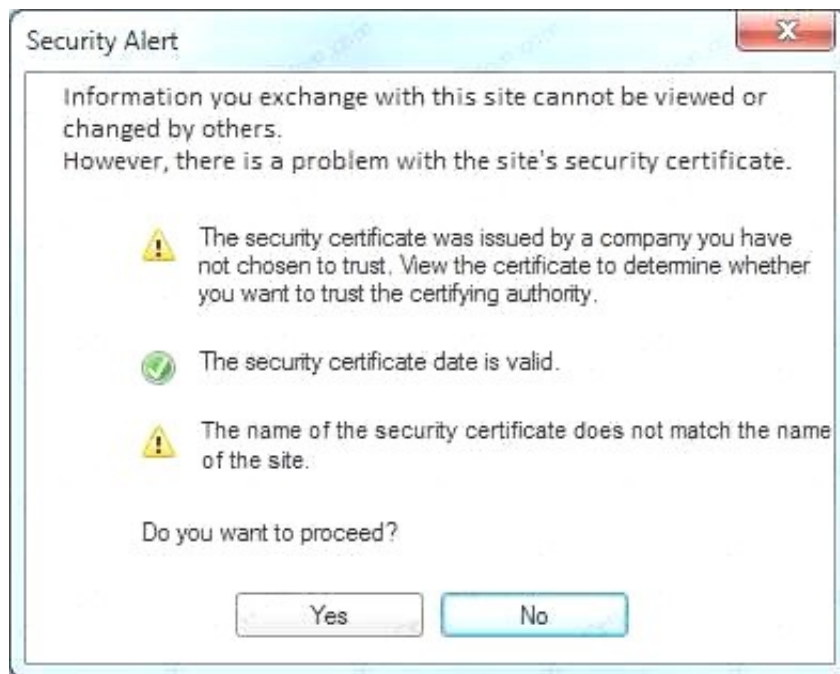 Security Alert
Information you exchange with this site cannot be viewed or
changed by others.
However, there is a problem with the site's security certificate.
The security certificate was issued by a company you have
not chosen to trust. View the certificate to determine whether
you want to trust the certifying authority.
The security certificate date is valid.
The name of the security certificate does not match the name
of the site.
Do you want to proceed?
Yes
No